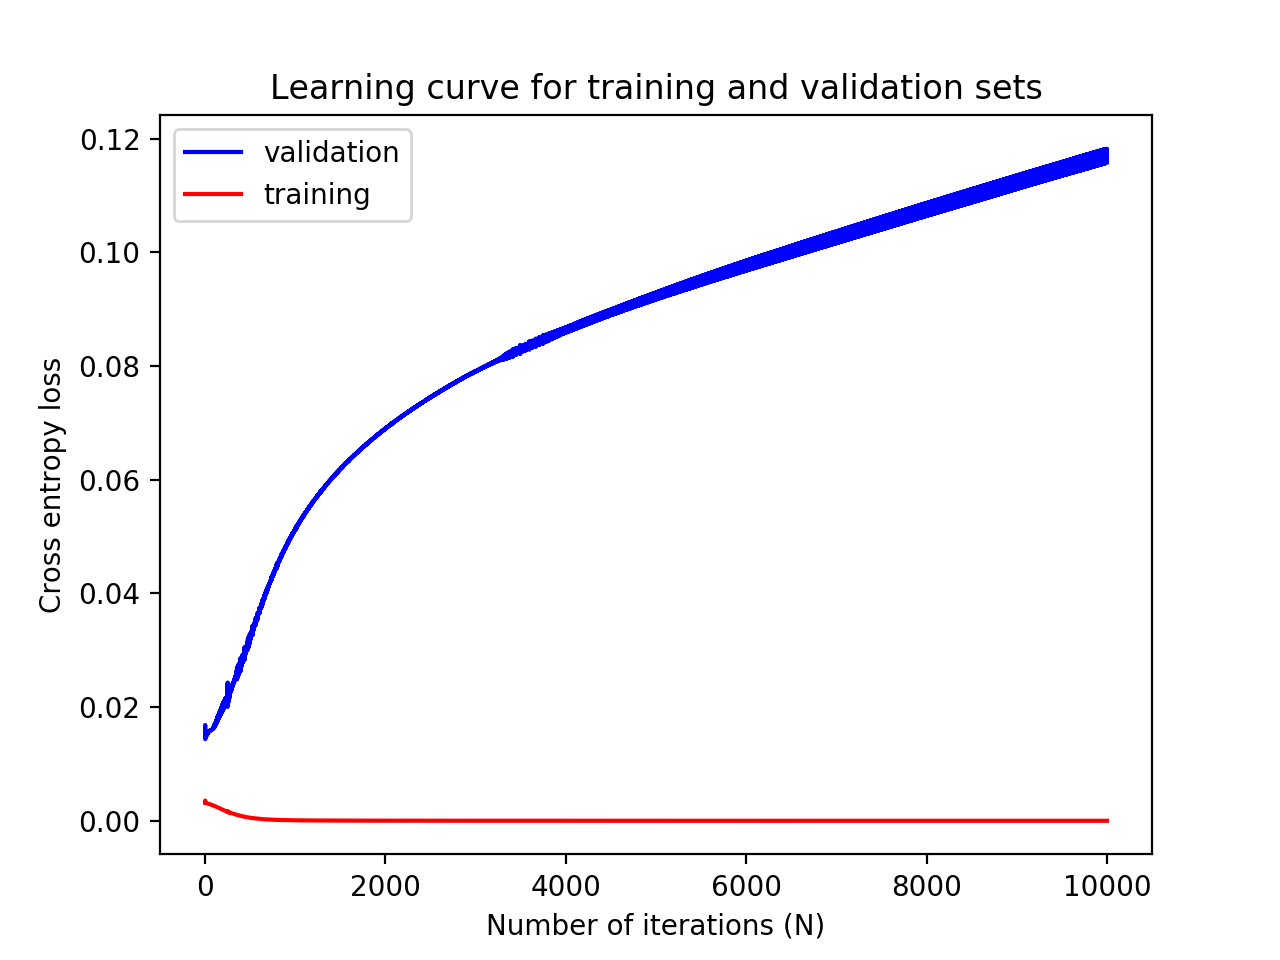 Learning curve for training and validation sets
validation
training
0.12
0.10
0.08
0.06
0.04
0.02
0.00
Cross entropy loss
0 2000 4000 6000 8000 10000
Number of iterations (N)